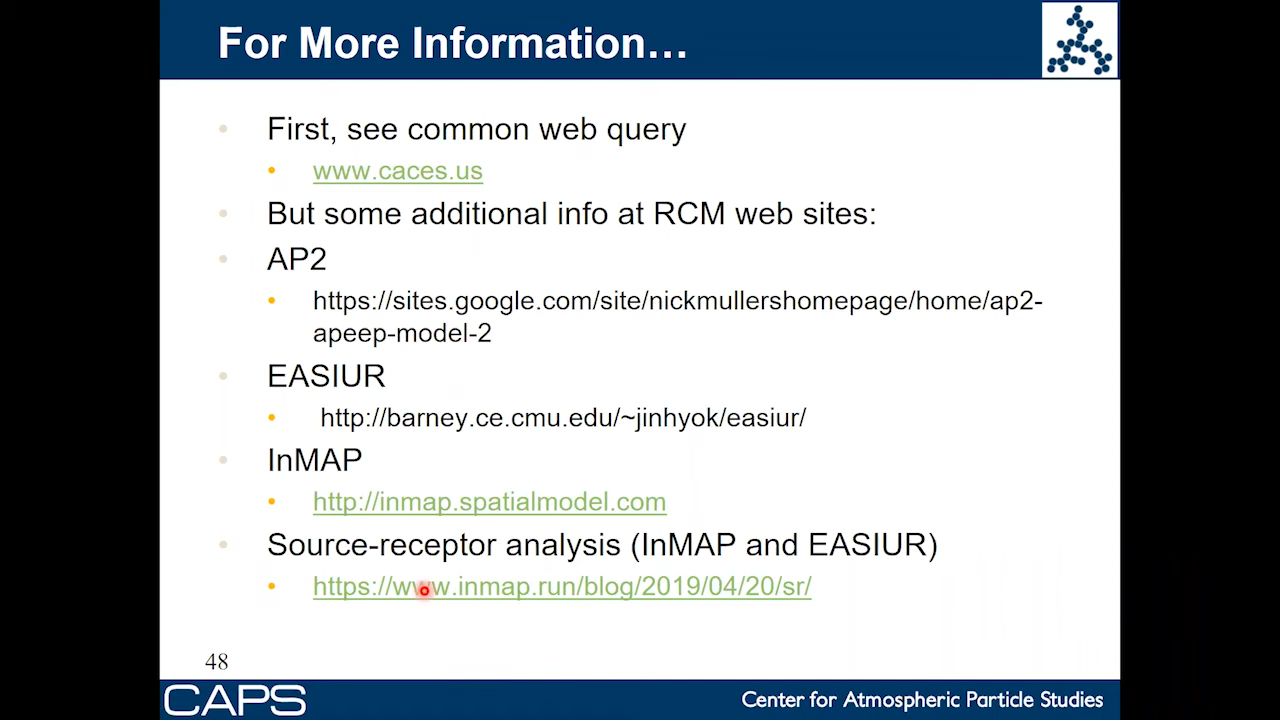 For More Information…
First, see common web query
www.caces.us
But some additional info at RCM web sites:
AP2
https://sites.google.com/site/nickmullershomepage/home/ap2-
apeep-model-2
EASIUR
http://barney.ce.cmu.edu/~jinhyok/easiur/
InMAP
http://inmap.spatialmodel.com
Source-receptor analysis (InMAP and EASIUR)
https://www.inmap.run/blog/2019/04/20/sr/
48
CAPS
Center for Atmospheric Particle Studies